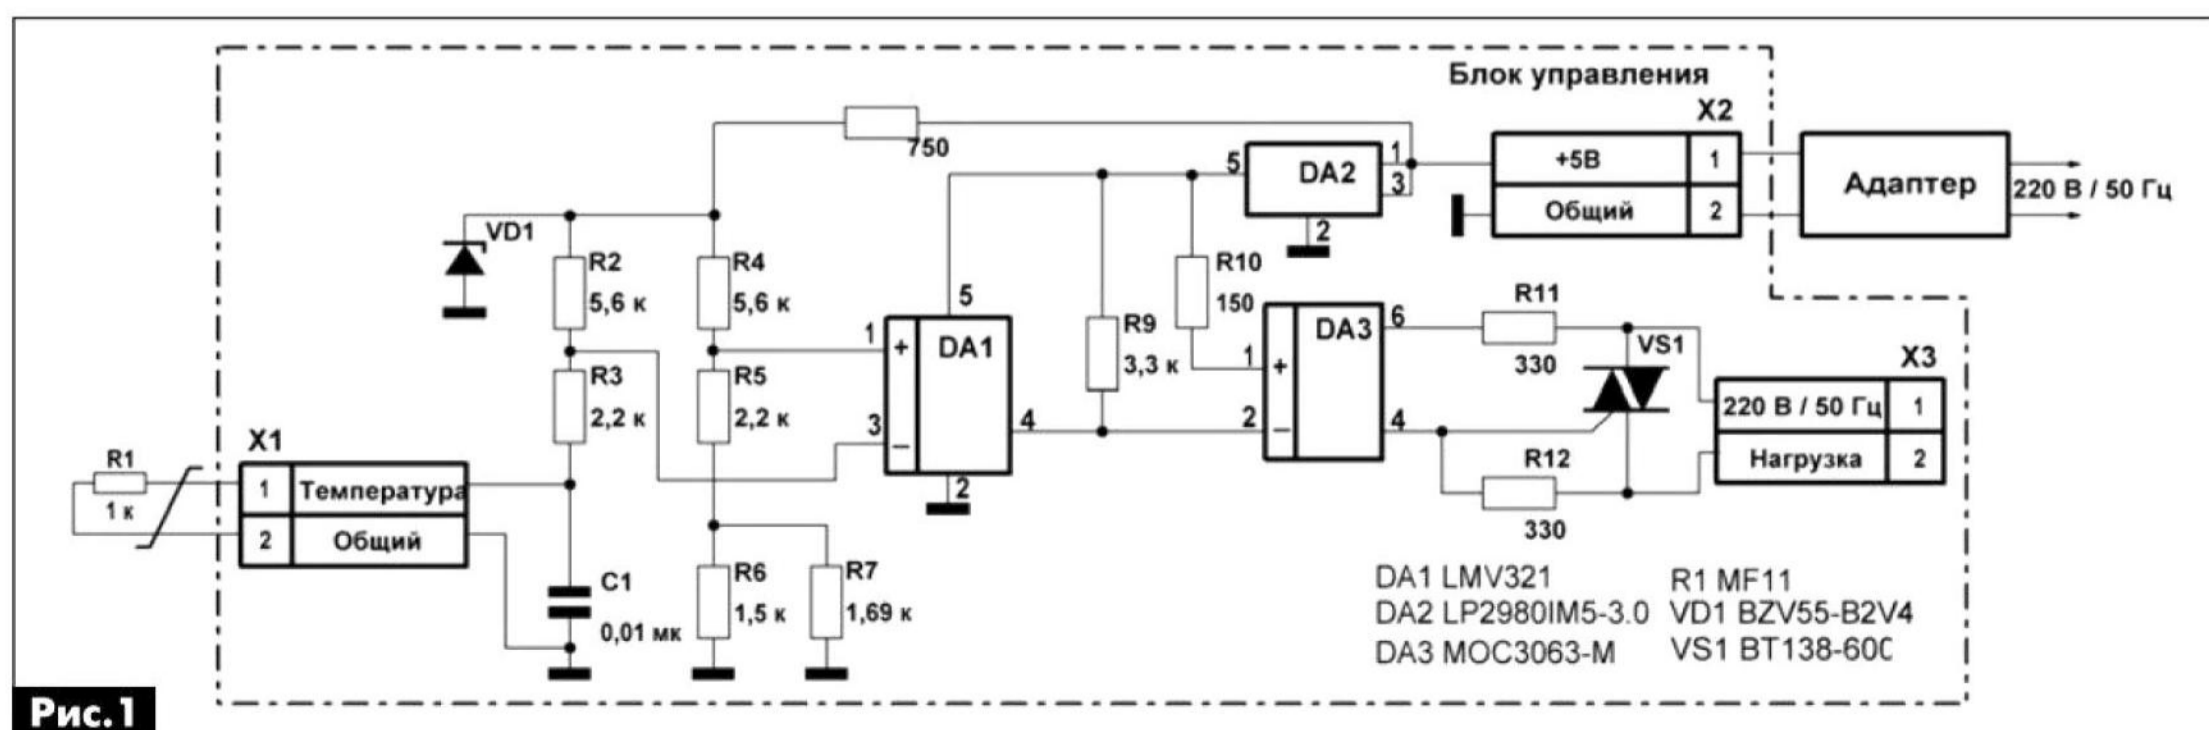 Блок управления
X2
750
5 DA2 1
3
+5В 1
Общий 2
2
Адаптер
220 В / 50 Гц
VD1
R2
5,6 к
R4
5,6 к
R10
150
5
R11
330
1 + DA1
R9
3,3 к
1 + DA3 6
VS1
X3
R3
2,2 к
R5
2,2 к
3 –
4
2 –
4
220 В / 50 Гц 1
Нагрузка 2
X1
R1
1 к
1 Температура
2 Общий
2
R12
330
C1
0,01 мк
R6
1,5 к
R7
1,69 к
DA1 LMV321 R1 MF11
DA2 LP2980IM5-3.0 VD1 BZV55-B2V4
DA3 MOC3063-M VS1 BT138-600
Рис.1